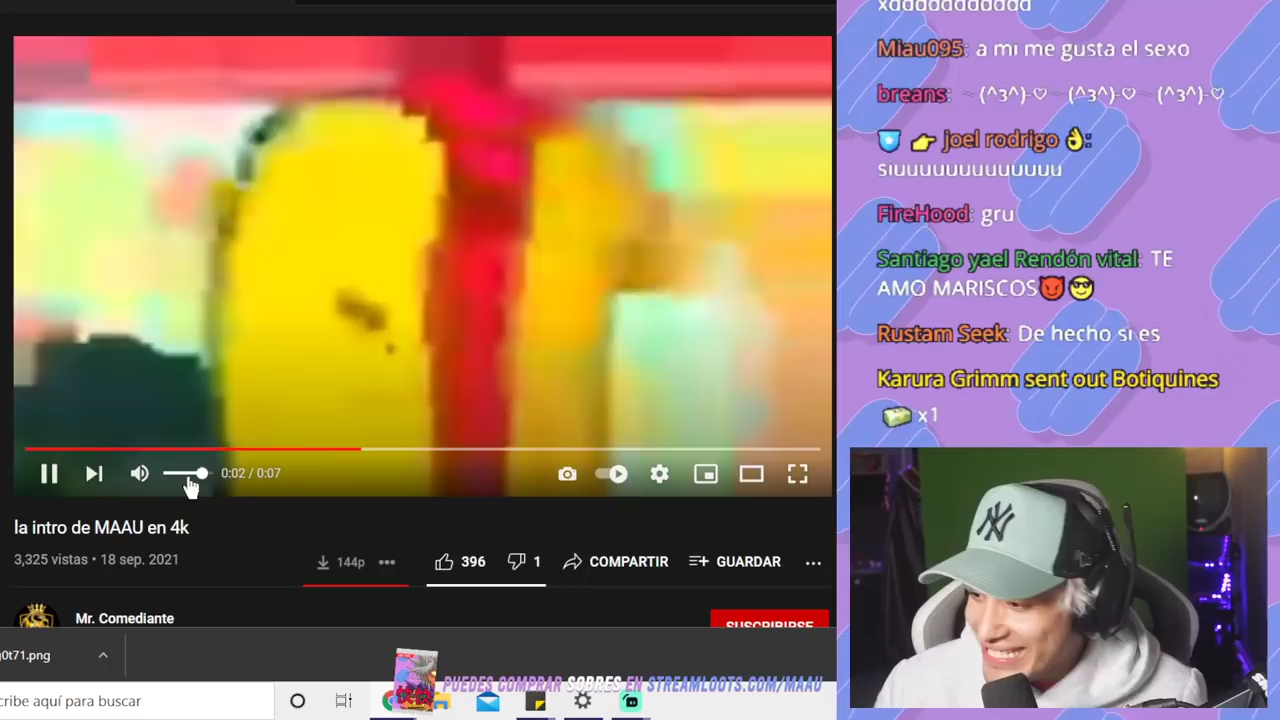 xddddddddddd
Miau095: a mi me gusta el sexo
breans: ~(^3^)-♡ ~(^3^)-♡ ~(^3^)-♡
👉 joel rodrigo 👌:
siuuuuuuuuuuuuu
FireHood: gru
Santiago yael Rendón vital: TE
AMO MARISCOS😈😎
Rustam Seek: De hecho si es
Karura Grimm sent out Botiquines
x1
0:02 / 0:07
la intro de MAAU en 4k
3,325 vistas • 18 sep. 2021
144p
396
1
COMPARTIR
GUARDAR
Mr. Comediante
SUSCRIBIRSE
0t71.png
PUEDES COMPRAR SOBRES EN STREAMLOOTS.COM/MAAU
cribe aquí para buscar
NY